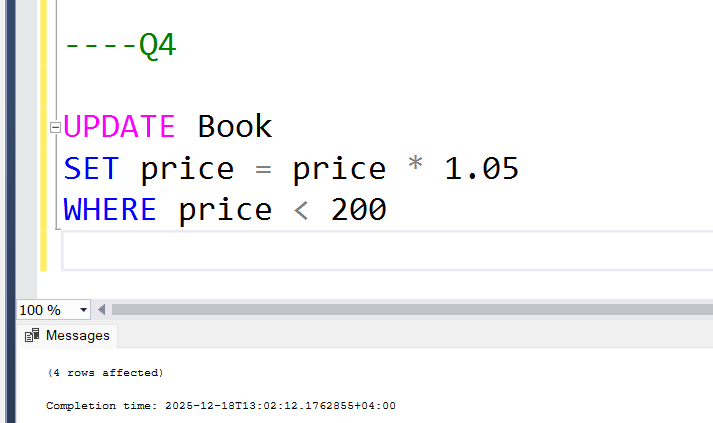 ----Q4
UPDATE Book
SET price = price * 1.05
WHERE price < 200
100 %
Messages
(4 rows affected)
Completion time: 2025-12-18T13:02:12.1762855+04:00